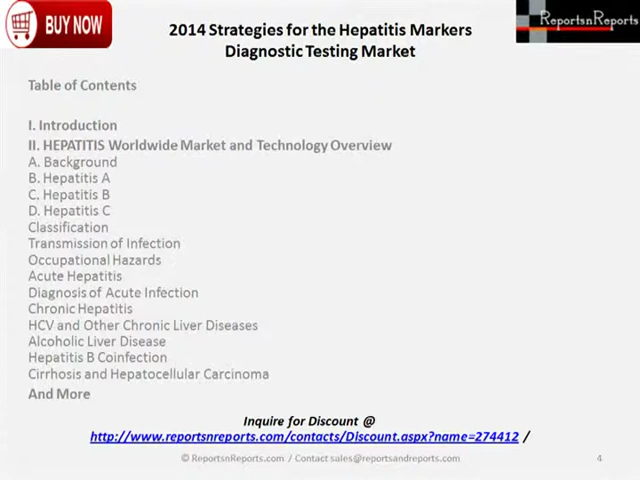 BUY NOW
2014 Strategies for the Hepatitis Markers
Diagnostic Testing Market
ReportsnReports
Table of Contents
I. Introduction
II. HEPATITIS Worldwide Market and Technology Overview
A. Background
B. Hepatitis A
C. Hepatitis B
D. Hepatitis C
Classification
Transmission of Infection
Occupational Hazards
Acute Hepatitis
Diagnosis of Acute Infection
Chronic Hepatitis
HCV and Other Chronic Liver Diseases
Alcoholic Liver Disease
Hepatitis B Coinfection
Cirrhosis and Hepatocellular Carcinoma
And More
Inquire for Discount @
http://www.reportsnreports.com/contacts/Discount.aspx?name=274412 /
© ReportsnReports.com / Contact sales@reportsandreports.com
4